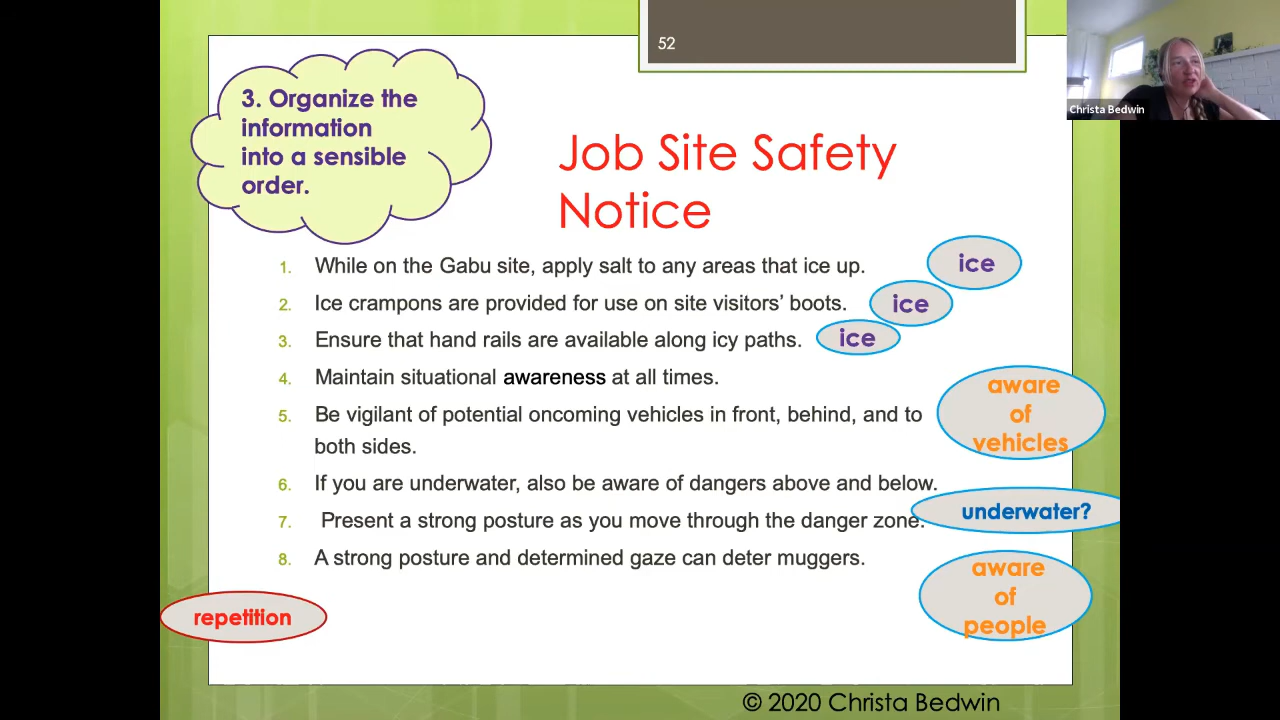 52
Christa Bedwin
3. Organize the
information
into a sensible
order.
Job Site Safety
Notice
1. While on the Gabu site, apply salt to any areas that ice up.
ice
2. Ice crampons are provided for use on site visitors’ boots.
ice
3. Ensure that hand rails are available along icy paths.
ice
4. Maintain situational awareness at all times.
5. Be vigilant of potential oncoming vehicles in front, behind, and to
both sides.
aware
of
vehicles
6. If you are underwater, also be aware of dangers above and below.
underwater?
7. Present a strong posture as you move through the danger zone.
8. A strong posture and determined gaze can deter muggers.
aware
of
people
repetition
© 2020 Christa Bedwin